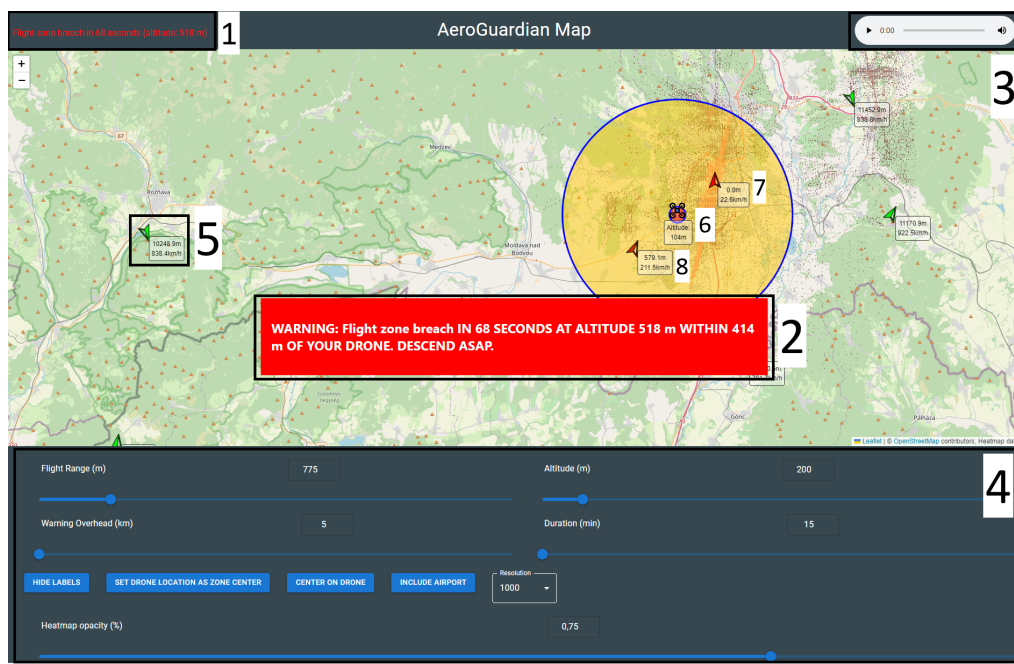 Flight zone breach in 68 seconds (altitude: 518 m)
1
AeroGuardian Map
0:00
3
+
−
67
Medzev
Rožňava
11452.9m
838.8km/h
0.0m
22.6km/h
7
Altitude:
104m
6
11170.9m
922.5km/h
10248.9m
838.4km/h
5
Moldava nad
Bodvou
579.1m
211.5km/h
8
WARNING: Flight zone breach IN 68 SECONDS AT ALTITUDE 518 m WITHIN 414
m OF YOUR DRONE. DESCEND ASAP.
2
Gönc
Pálháza
Leaflet | © OpenStreetMap contributors, Heatmap da
Flight Range (m)
775
Altitude (m)
200
4
Warning Overhead (km)
5
Duration (min)
15
HIDE LABELS
SET DRONE LOCATION AS ZONE CENTER
CENTER ON DRONE
INCLUDE AIRPORT
Resolution
1000
Heatmap opacity (%)
0,75